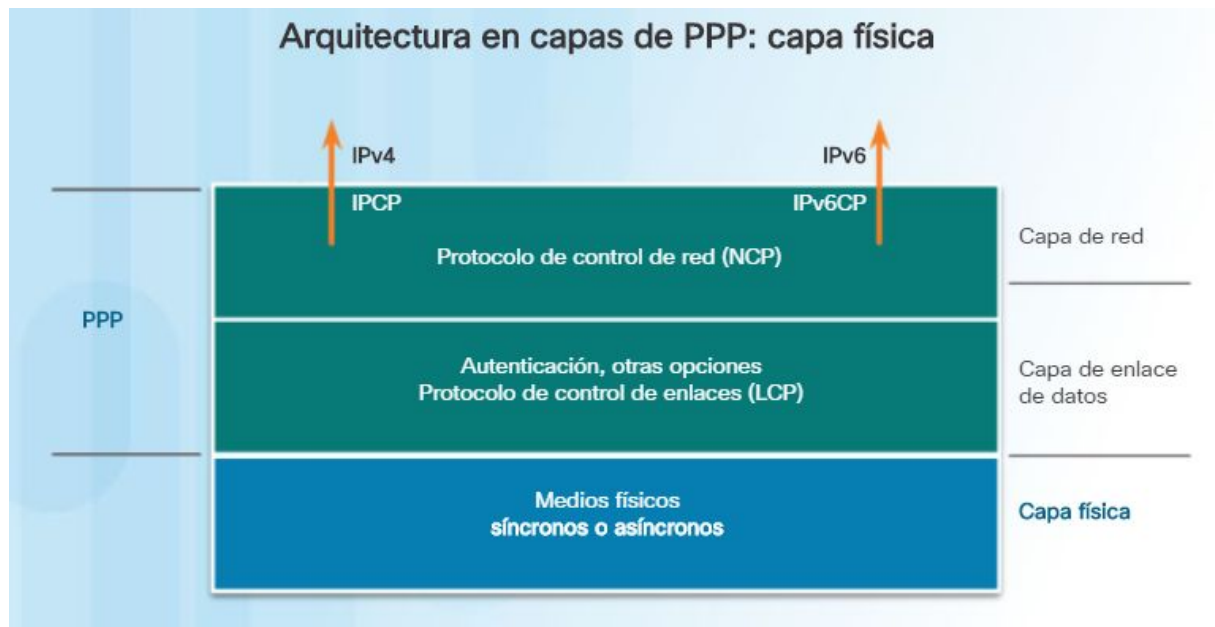 Arquitectura en capas de PPP: capa física
IPv4
IPv6
IPCP
IPv6CP
Protocolo de control de red (NCP)
Capa de red
PPP
Autenticación, otras opciones
Protocolo de control de enlaces (LCP)
Capa de enlace
de datos
Medios físicos
síncronos o asíncronos
Capa física